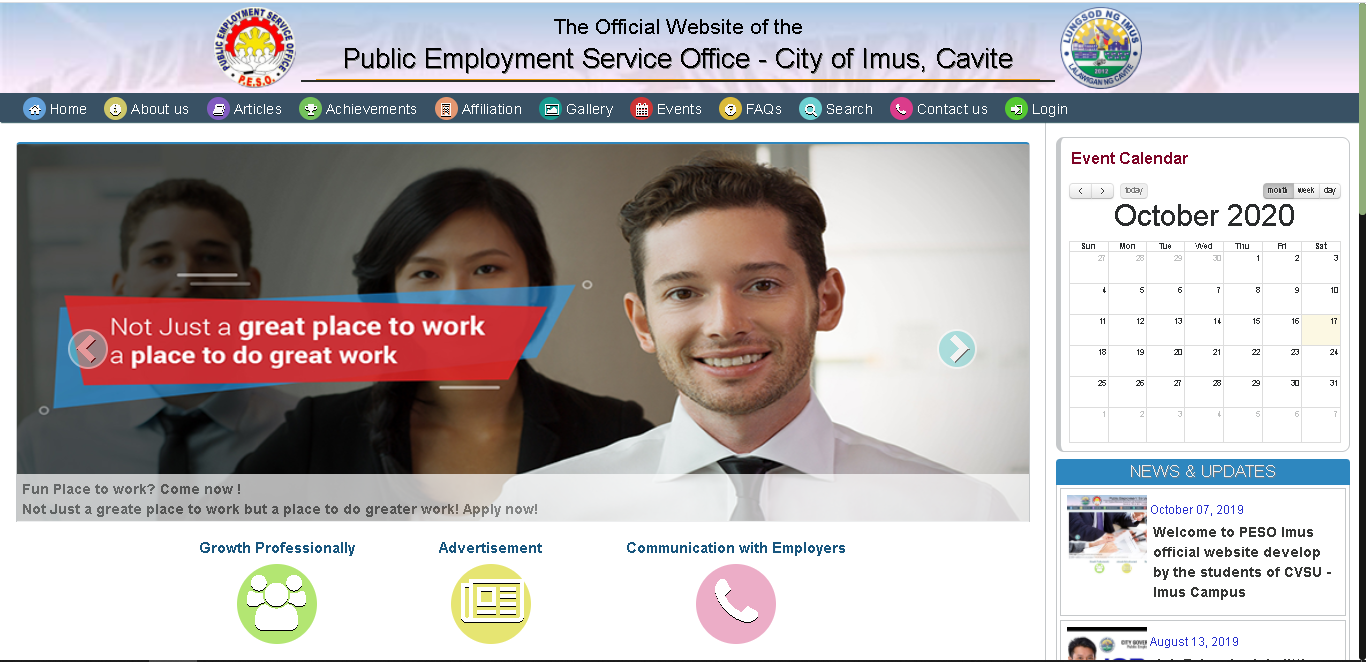 PUBLIC EMPLOYMENT SERVICE OFFICE
P.E.S.O.
The Official Website of the
Public Employment Service Office - City of Imus, Cavite
LUNGSOD NG IMUS
2012
LALAWIGAN NG CAVITE
Home About us Articles Achievements Affiliation Gallery Events FAQs Search Contact us Login
Not Just a great place to work
a place to do great work
Fun Place to work? Come now !
Not Just a greate place to work but a place to do greater work! Apply now!
Growth Professionally Advertisement Communication with Employers
Event Calendar
today month week day
October 2020
Sun Mon Tue Wed Thu Fri Sat
27 28 29 30 1 2 3
4 5 6 7 8 9 10
11 12 13 14 15 16 17
18 19 20 21 22 23 24
25 26 27 28 29 30 31
1 2 3 4 5 6 7
NEWS & UPDATES
October 07, 2019
Welcome to PESO Imus
official website develop
by the students of CVSU -
Imus Campus
August 13, 2019